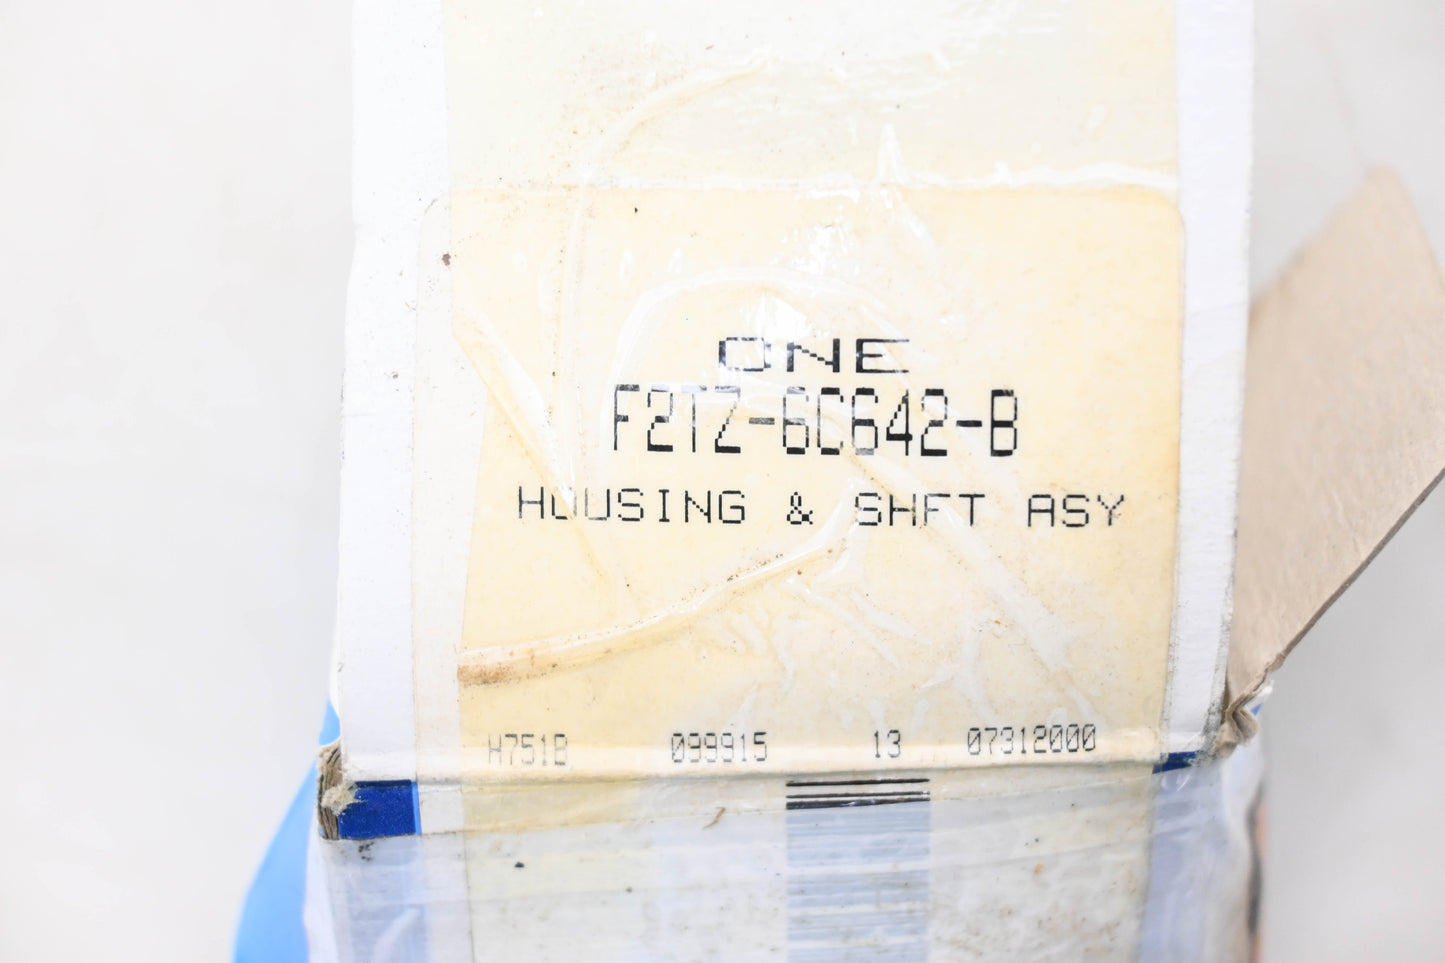 ONE
F2TZ-6C642-B
HOUSING & SHFT ASY
H751B 099915 13 07312000